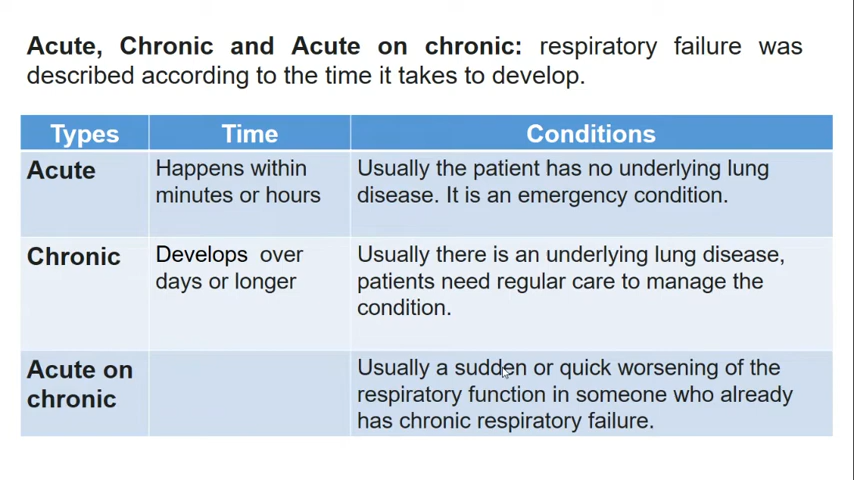 Acute, Chronic and Acute on chronic: respiratory failure was
described according to the time it takes to develop.
Types
Time
Conditions
Acute
Happens within
minutes or hours
Usually the patient has no underlying lung
disease. It is an emergency condition.
Chronic
Develops over
days or longer
Usually there is an underlying lung disease,
patients need regular care to manage the
condition.
Acute on
chronic
Usually a sudden or quick worsening of the
respiratory function in someone who already
has chronic respiratory failure.